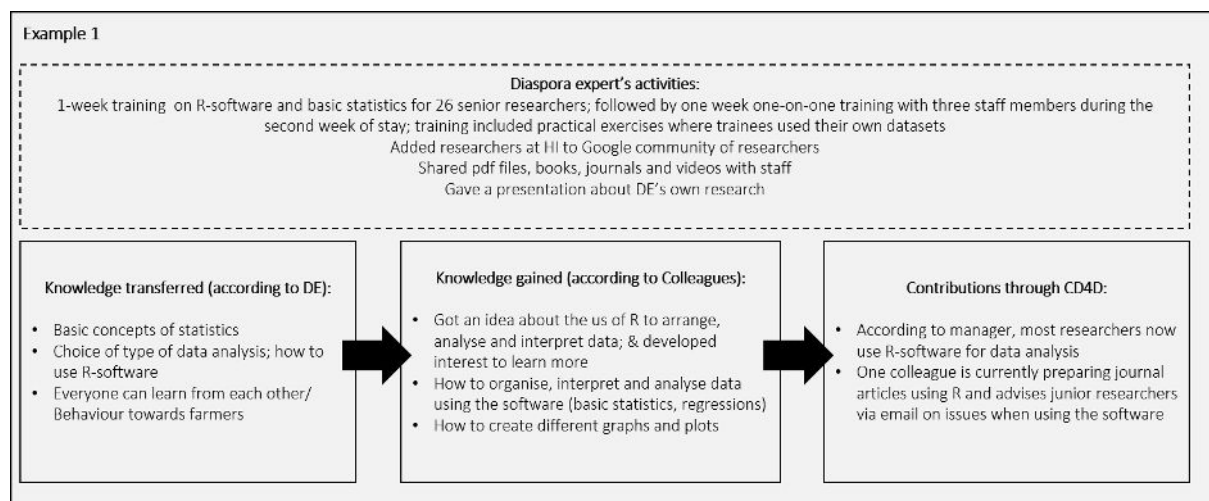 Example 1
Diaspora expert's activities:
1-week training on R-software and basic statistics for 26 senior researchers; followed by one week one-on-one training with three staff members during the
second week of stay; training included practical exercises where trainees used their own datasets
Added researchers at HI to Google community of researchers
Shared pdf files, books, journals and videos with staff
Gave a presentation about DE's own research
Knowledge transferred (according to DE):
• Basic concepts of statistics
• Choice of type of data analysis; how to
use R-software
• Everyone can learn from each other/
Behaviour towards farmers
Knowledge gained (according to Colleagues):
• Got an idea about the us of R to arrange,
analyse and interpret data; & developed
interest to learn more
• How to organise, interpret and analyse data
using the software (basic statistics, regressions)
• How to create different graphs and plots
Contributions through CD4D:
• According to manager, most researchers now
use R-software for data analysis
• One colleague is currently preparing journal
articles using R and advises junior researchers
via email on issues when using the software